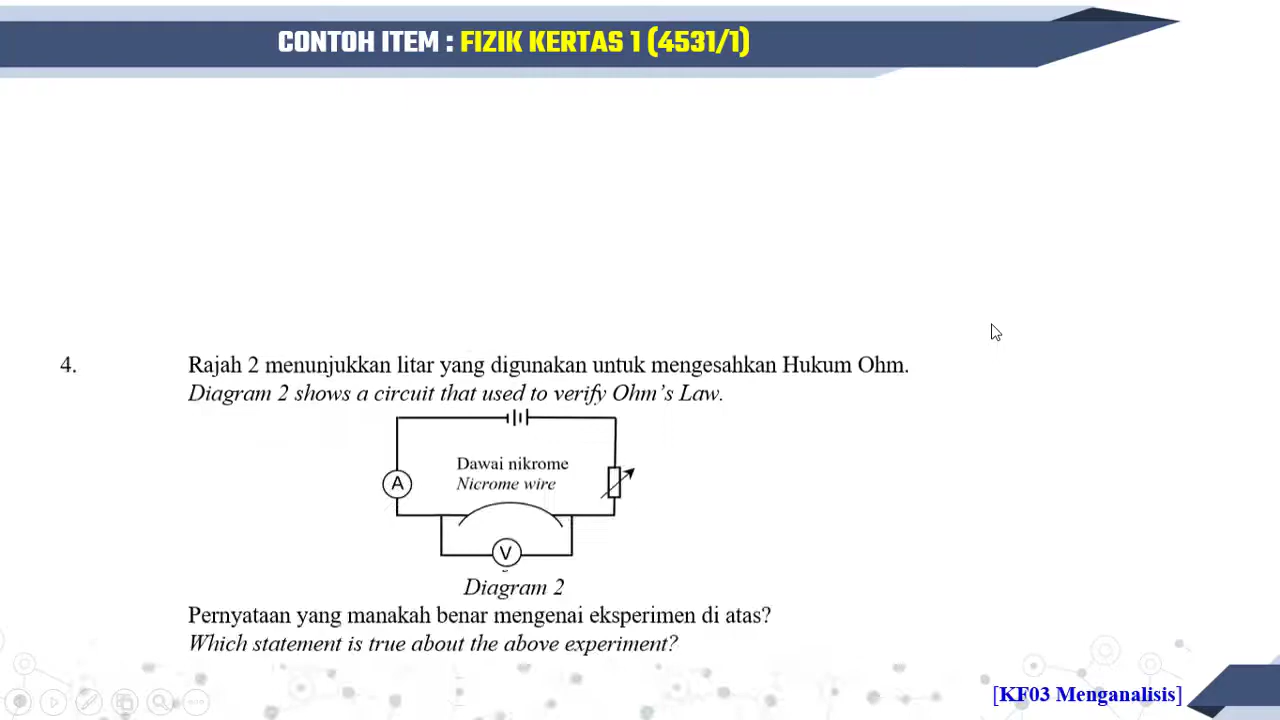 CONTOH ITEM : FIZIK KERTAS 1 (4531/1)
4. Rajah 2 menunjukkan litar yang digunakan untuk mengesahkan Hukum Ohm.
Diagram 2 shows a circuit that used to verify Ohm's Law.
Dawai nikrome
Nicrome wire
A
V
Diagram 2
Pernyataan yang manakah benar mengenai eksperimen di atas?
Which statement is true about the above experiment?
[KF03 Menganalisis]